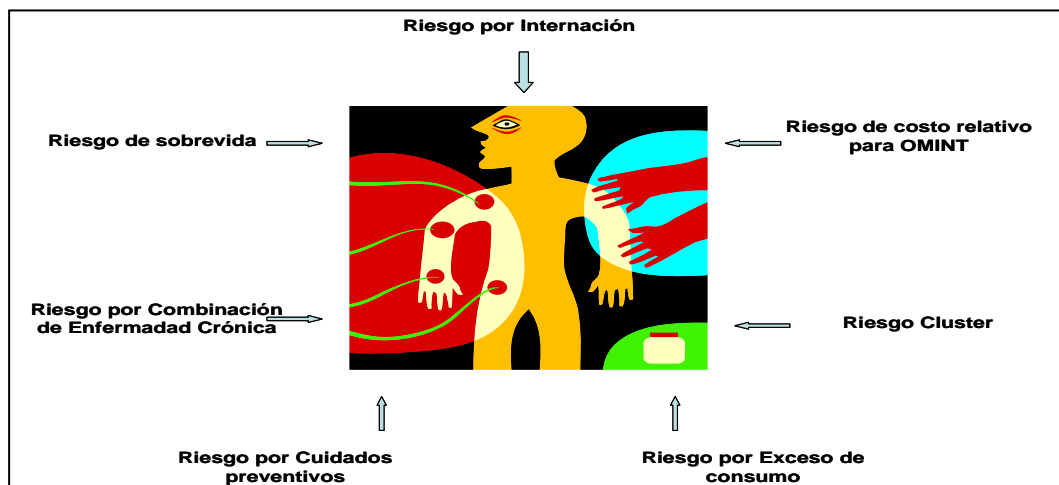 Riesgo por Internación
Riesgo de sobrevida
Riesgo de costo relativo
para OMINT
Riesgo por Combinación
de Enfermadad Crónica
Riesgo Cluster
Riesgo por Cuidados
preventivos
Riesgo por Exceso de
consumo